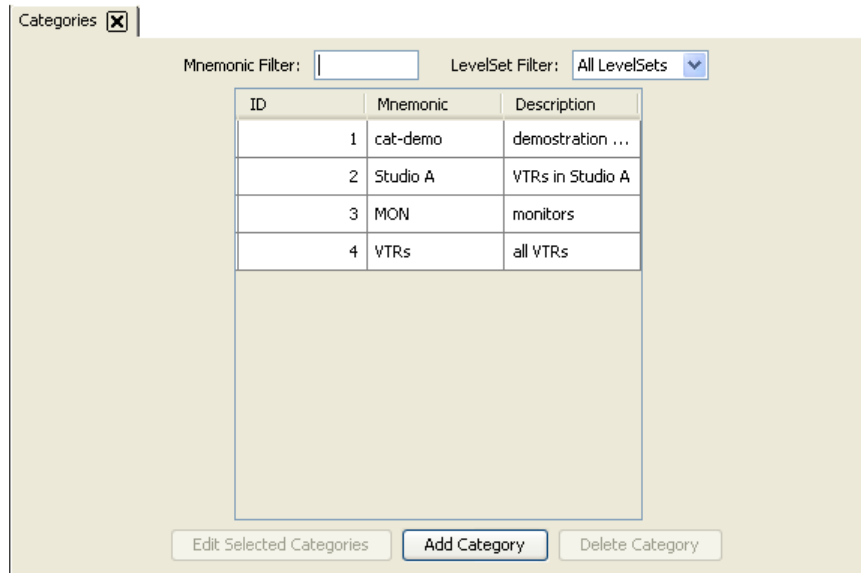 Categories
Mnemonic Filter: LevelSet Filter: All LevelSets
ID Mnemonic Description
1 cat-demo demostration ...
2 Studio A VTRs in Studio A
3 MON monitors
4 VTRs all VTRs
Edit Selected Categories Add Category Delete Category